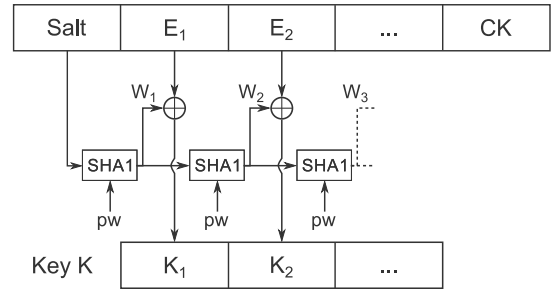 Salt E₁ E₂ ... CK
W₁ W₂ W₃
SHA1 SHA1 SHA1
pw pw pw
Key K K₁ K₂ ...